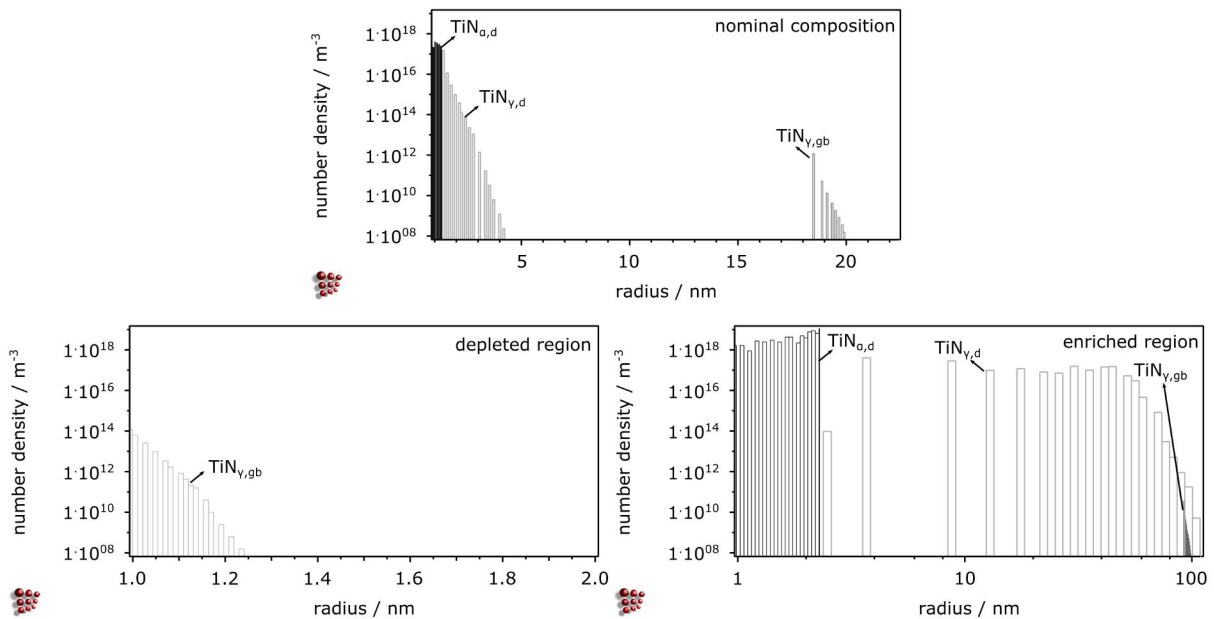 nominal composition
number density / m⁻³
1·10¹⁸
1·10¹⁶
1·10¹⁴
1·10¹²
1·10¹⁰
1·10⁰⁸
TiNα,d
TiNγ,d
TiNγ,gb
5
10
15
20
radius / nm
depleted region
number density / m⁻³
1·10¹⁸
1·10¹⁶
1·10¹⁴
1·10¹²
1·10¹⁰
1·10⁰⁸
TiNγ,gb
1.0
1.2
1.4
1.6
1.8
2.0
radius / nm
enriched region
number density / m⁻³
1·10¹⁸
1·10¹⁶
1·10¹⁴
1·10¹²
1·10¹⁰
1·10⁰⁸
TiNα,d
TiNγ,d
TiNγ,gb
1
10
100
radius / nm